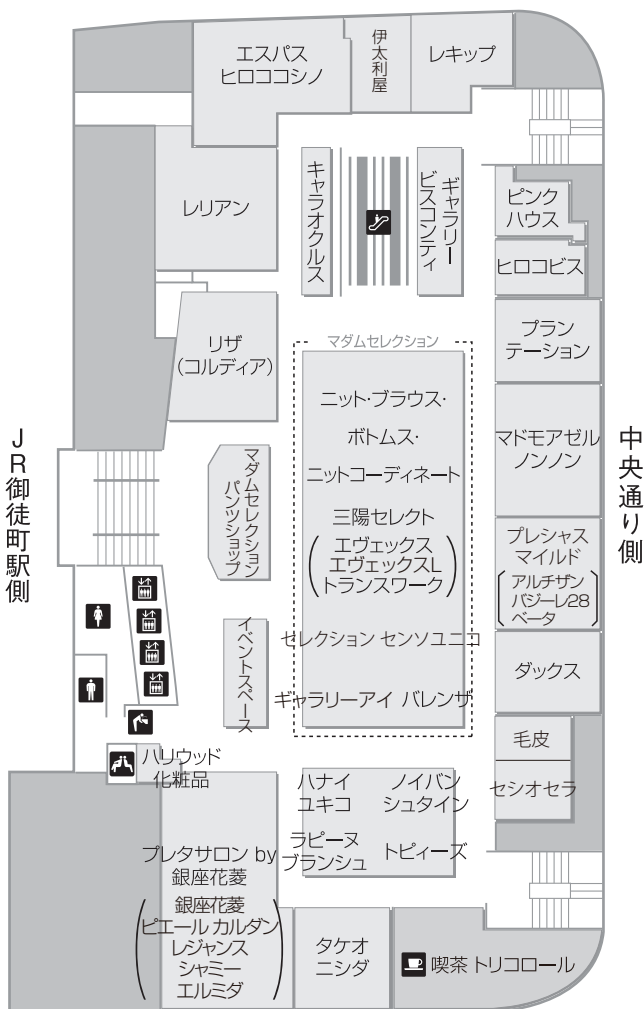 エスパス
ヒロココシノ
伊太利屋
レキップ
レリアン
キャラオクルス
ギャラリー
ビスコンティ
ピンク
ハウス
ヒロコビス
リザ
(コルディア)
プラン
テーション
マダムセレクション
ニット・ブラウス・
ボトムス・
ニットコーディネート
三陽セレクト
(エヴェックス
エヴェックスL
トランスワーク)
セレクション センソユニコ
ギャラリーアイ バレンザ
マドモアゼル
ノンノン
JR御徒町駅側
中央通り側
マダムセレクション
パンツショップ
プレシャス
マイルド
[アルチザン
バジーレ28
ベータ]
イベントスペース
ダックス
毛皮
セシオセラ
ハリウッド
化粧品
ハナイ
ユキコ
ノイバン
シュタイン
ラピーヌ
ブランシュ
トピィーズ
プレタサロン by
銀座花菱
(銀座花菱
ピエール カルダン
レジャンス
シャミー
エルミダ)
タケオ
ニシダ
喫茶 トリコロール